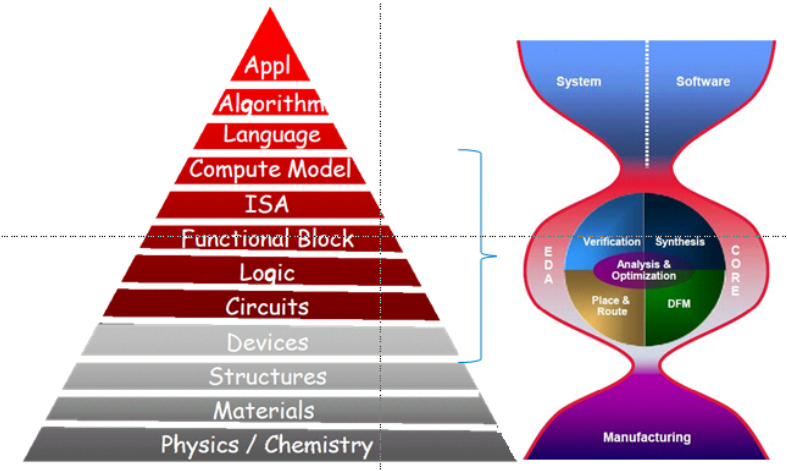 Appl
Algorithm
Language
Compute Model
ISA
Functional Block
Logic
Circuits
Devices
Structures
Materials
Physics / Chemistry
System
Software
EDA
CORE
Verification
Synthesis
Analysis &
Optimization
Place &
Route
DFM
Manufacturing